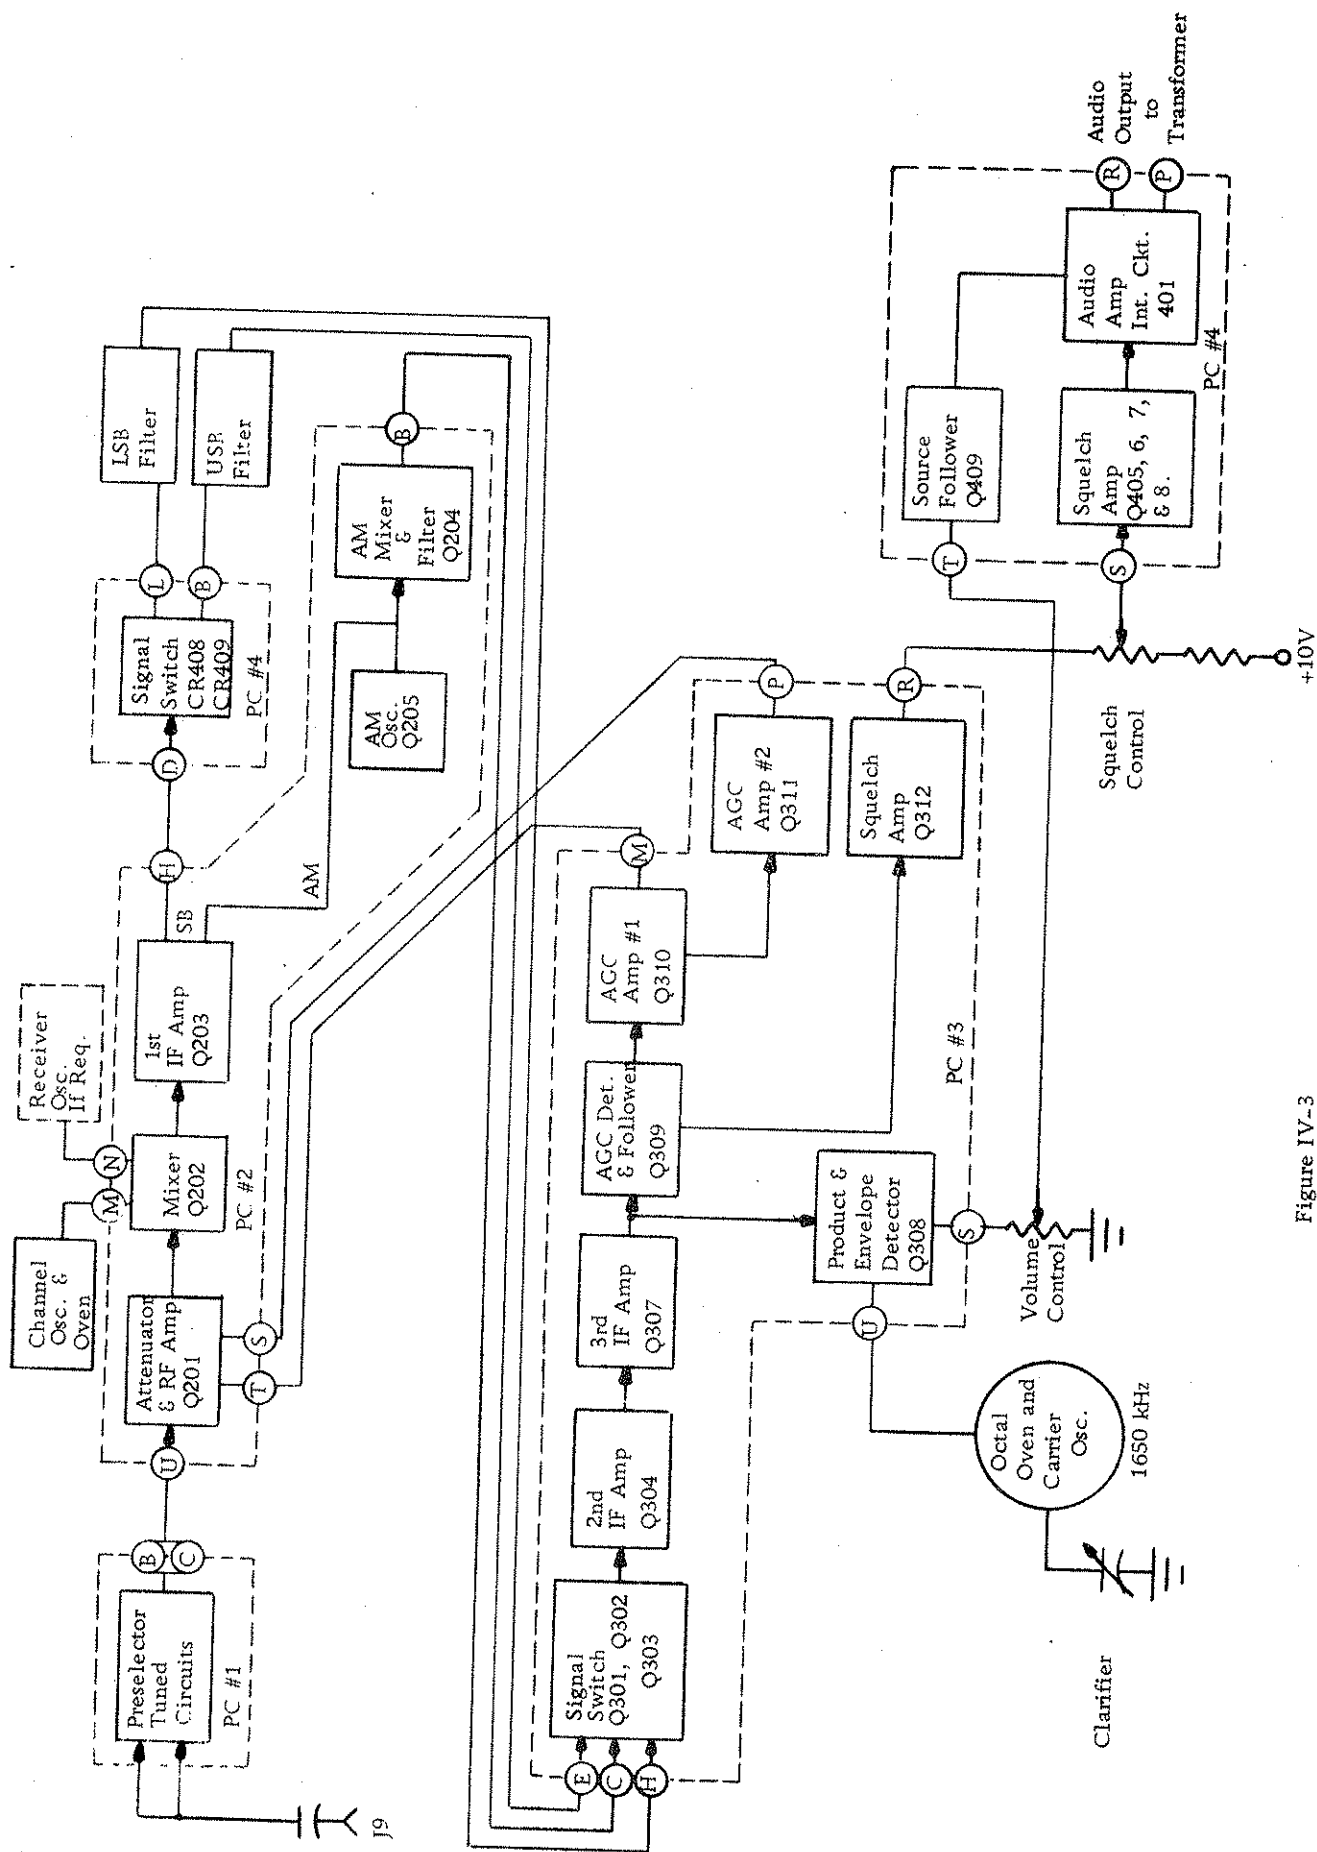 J9
Preselector
Tuned
Circuits
PC #1
B
C
U
Attenuator
& RF Amp
Q201
T
S
Channel
Osc. &
Oven
M
N
Receiver
Osc.
If Req.
Mixer
Q202
PC #2
1st
IF Amp
Q203
SB
AM
H
D
Signal
Switch
CR408
CR409
PC #4
L
B
LSB
Filter
USB
Filter
AM
Osc.
Q205
AM
Mixer
&
Filter
Q204
B
E
C
H
Signal
Switch
Q301, Q302
Q303
2nd
IF Amp
Q304
3rd
IF Amp
Q307
AGC Det.
& Follower
Q309
AGC
Amp #1
Q310
M
AGC
Amp #2
Q311
P
Squelch
Amp
Q312
R
Product &
Envelope
Detector
Q308
PC #3
U
S
Volume
Control
Octal
Oven and
Carrier
Osc.
1650 kHz
Clarifier
Squelch
Control
+10V
T
S
Source
Follower
Q409
Squelch
Amp
Q405, 6, 7,
& 8.
Audio
Amp
Int. Ckt.
401
PC #4
R
P
Audio
Output
to
Transformer
Figure IV-3